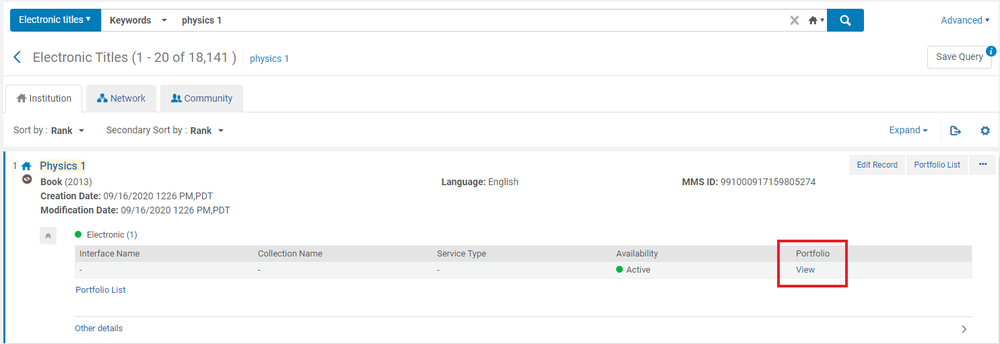 Electronic titles Keywords physics 1 Advanced
Electronic Titles (1 - 20 of 18,141 ) physics 1 Save Query i
Institution Network Community
Sort by : Rank Secondary Sort by : Rank Expand
1 Physics 1 Edit Record Portfolio List ...
Book (2013) Language: English MMS ID: 991000917159805274
Creation Date: 09/16/2020 1226 PM,PDT
Modification Date: 09/16/2020 1226 PM,PDT
Electronic (1)
Interface Name Collection Name Service Type Availability Portfolio
- - - Active View
Portfolio List
Other details